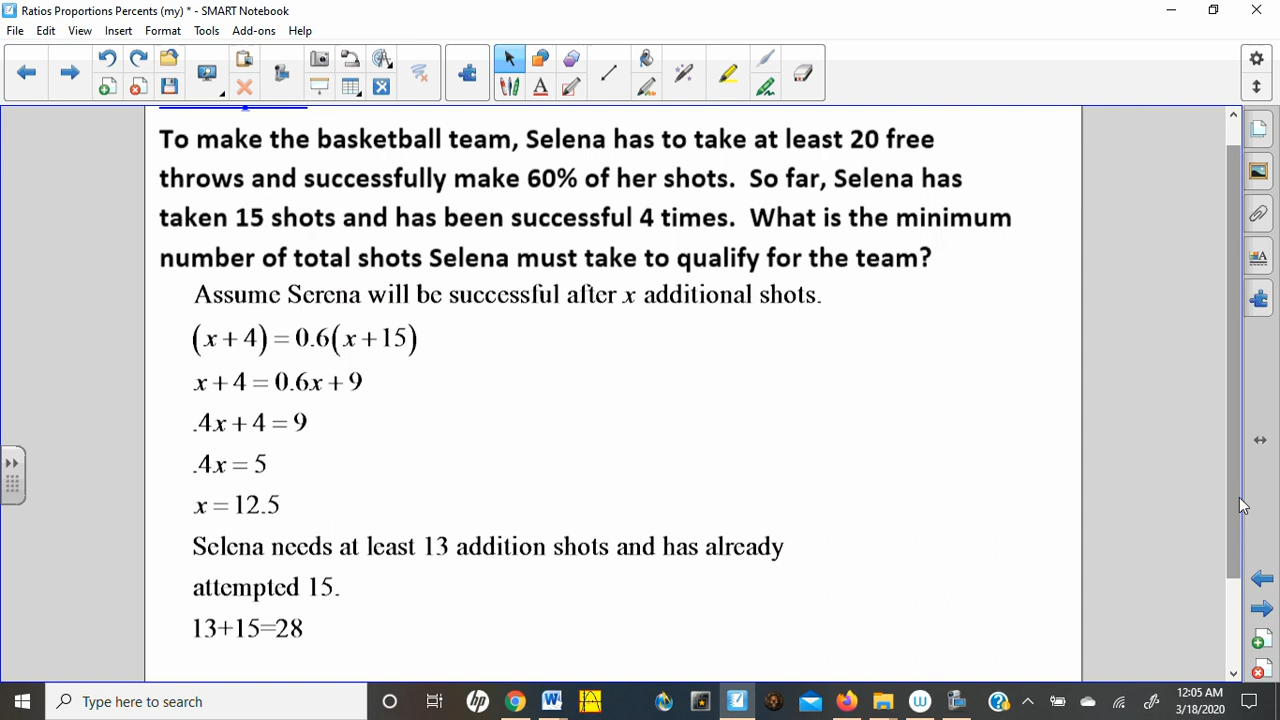 Ratios Proportions Percents (my) * - SMART Notebook
File Edit View Insert Format Tools Add-ons Help
To make the basketball team, Selena has to take at least 20 free
throws and successfully make 60% of her shots. So far, Selena has
taken 15 shots and has been successful 4 times. What is the minimum
number of total shots Selena must take to qualify for the team?
Assume Serena will be successful after x additional shots.
(x + 4) = 0.6(x + 15)
x + 4 = 0.6x + 9
.4x + 4 = 9
.4x = 5
x = 12.5
Selena needs at least 13 addition shots and has already
attempted 15.
13+15=28
Type here to search
12:05 AM
3/18/2020